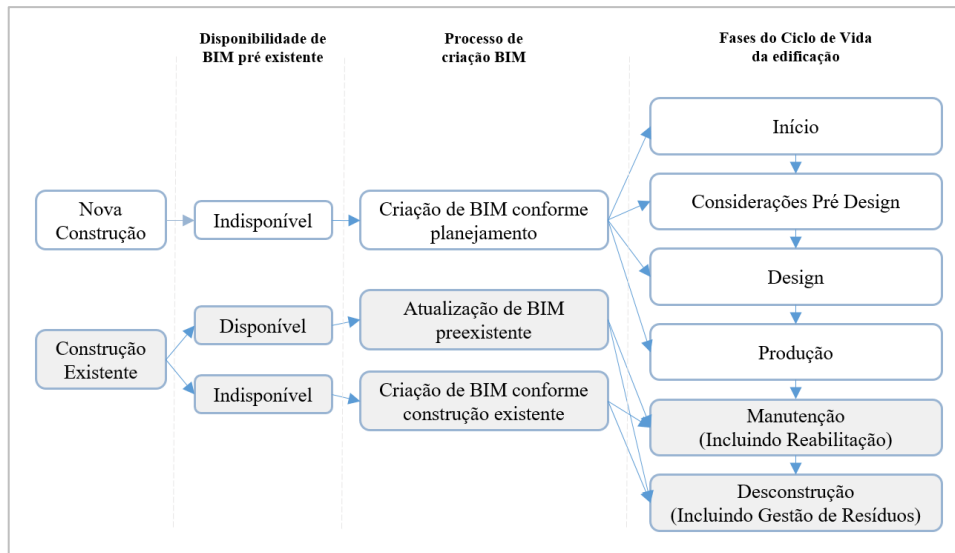 Disponibilidade de
BIM pré existente
Processo de
criação BIM
Fases do Ciclo de Vida
da edificação
Início
Considerações Pré Design
Nova
Construção
Indisponível
Criação de BIM conforme
planejamento
Design
Disponível
Atualização de BIM
preexistente
Produção
Construção
Existente
Indisponível
Criação de BIM conforme
construção existente
Manutenção
(Incluindo Reabilitação)
Desconstrução
(Incluindo Gestão de Resíduos)